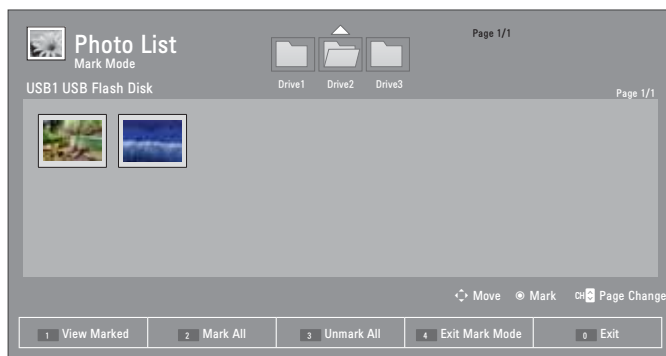 Photo List
Mark Mode
Page 1/1
USB1 USB Flash Disk
Drive1 Drive2 Drive3
Page 1/1
Move Mark CH Page Change
1 View Marked 2 Mark All 3 Unmark All 4 Exit Mark Mode 0 Exit